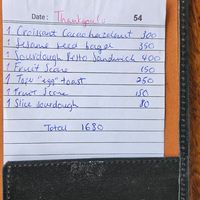 Date : Thankgalu 54
1 Croissant Cacao hazelnut 300
1 Sesame seed bagel 350
1 Sourdough Pesto Sandwich 400
1 Fruit Scone 150
1 Tofu "egg" toast 250
1 Fruit Scone 150
1 Slice sourdough 80
Total 1680